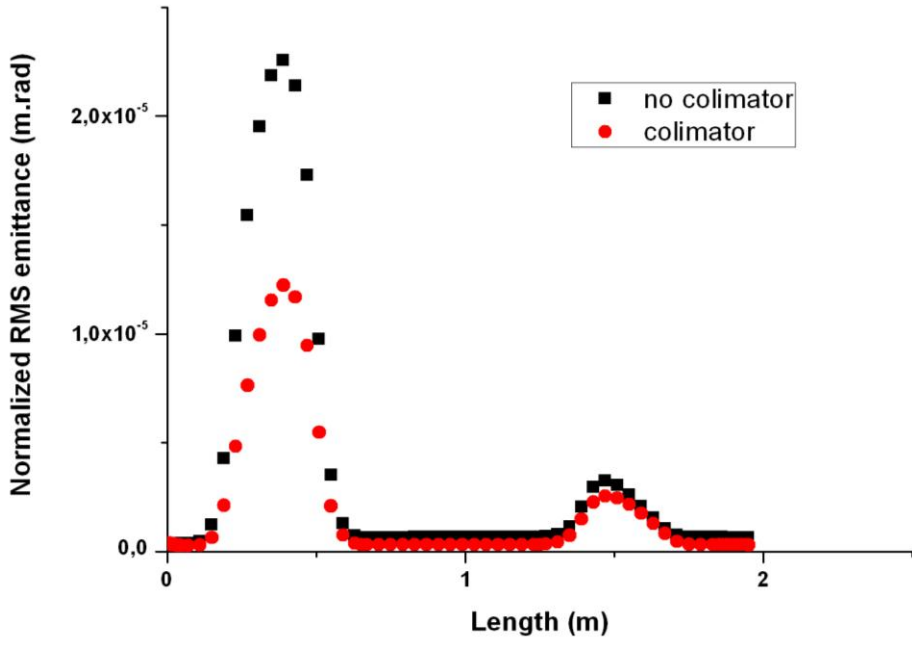 Normalized RMS emittance (m.rad)
2,0x10⁻⁵
1,0x10⁻⁵
0,0
no colimator
colimator
0
1
2
Length (m)